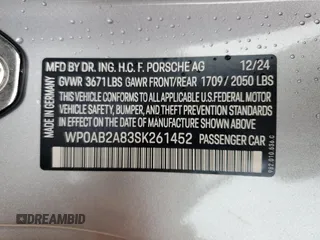 MFD BY DR. ING. H.C. F. PORSCHE AG 12/24
GVWR 3671 LBS GAWR FRONT/REAR 1709 / 2050 LBS
THIS VEHICLE CONFORMS TO ALL APPLICABLE FEDERAL MOTOR
VEHICLE SAFETY, BUMPER, AND THEFT PREVENTION STANDARDS
IN EFFECT ON THE DATE OF MANUFACTURE SHOWN ABOVE.
WP0AB2A83SK261452 PASSENGER CAR
MADE IN GERMANY
DREAMBID